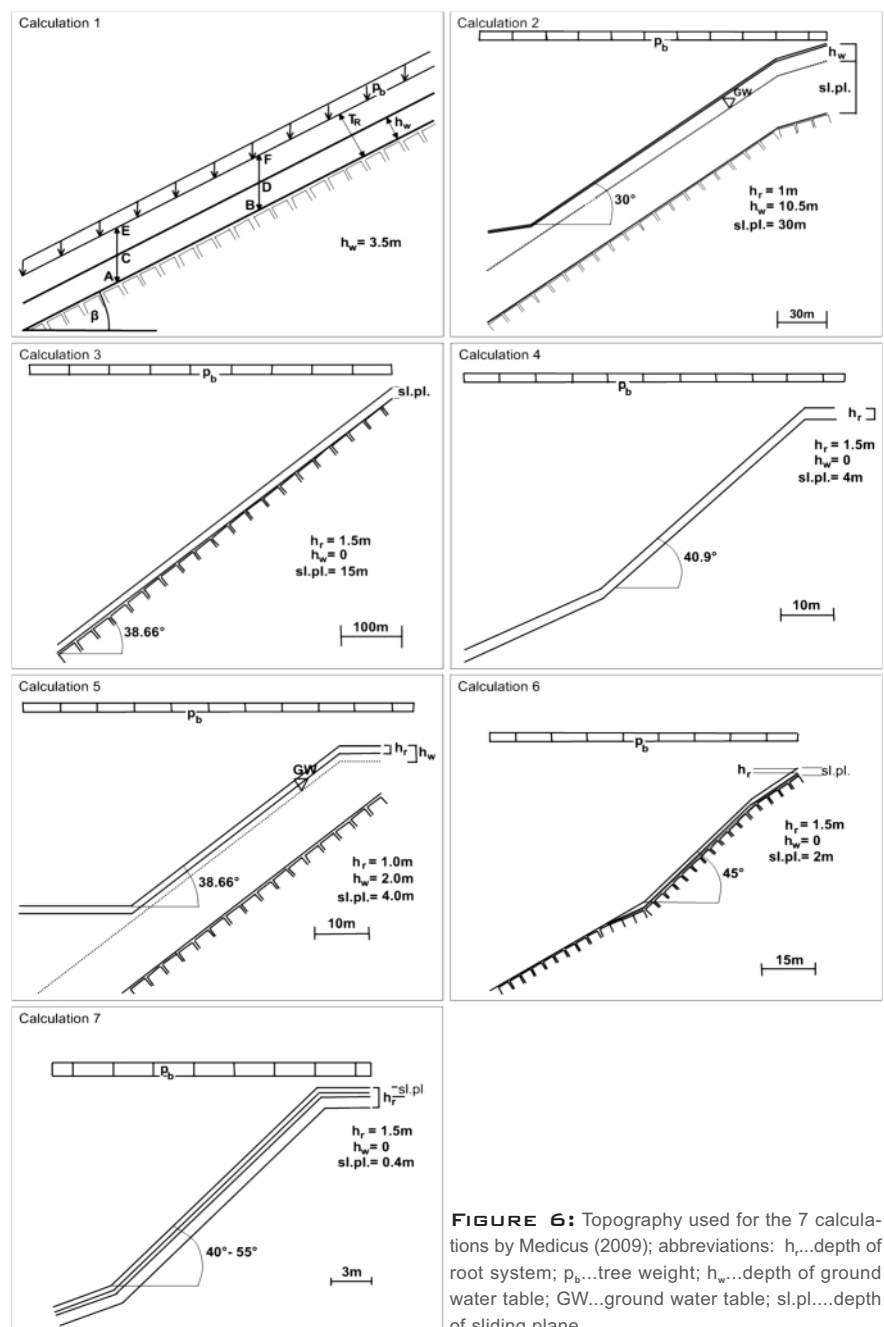 Calculation 1
p_b
T_R
h_w
F
D
B
E
C
A
h_w= 3.5m
β
Calculation 2
p_b
h_w
sl.pl.
GW
30°
h_r = 1m
h_w= 10.5m
sl.pl.= 30m
30m
Calculation 3
p_b
sl.pl.
h_r = 1.5m
h_w= 0
sl.pl.= 15m
38.66°
100m
Calculation 4
p_b
h_r
h_r = 1.5m
h_w= 0
sl.pl.= 4m
40.9°
10m
Calculation 5
p_b
h_r
h_w
GW
38.66°
h_r = 1.0m
h_w= 2.0m
sl.pl.= 4.0m
10m
Calculation 6
p_b
h_r
sl.pl.
h_r = 1.5m
h_w= 0
sl.pl.= 2m
45°
15m
Calculation 7
p_b
sl.pl
h_r
h_r = 1.5m
h_w= 0
sl.pl.= 0.4m
40°- 55°
3m
FIGURE 6: Topography used for the 7 calcula-
tions by Medicus (2009); abbreviations: h_r...depth of
root system; p_b...tree weight; h_w...depth of ground
water table; GW...ground water table; sl.pl....depth
of sliding plane